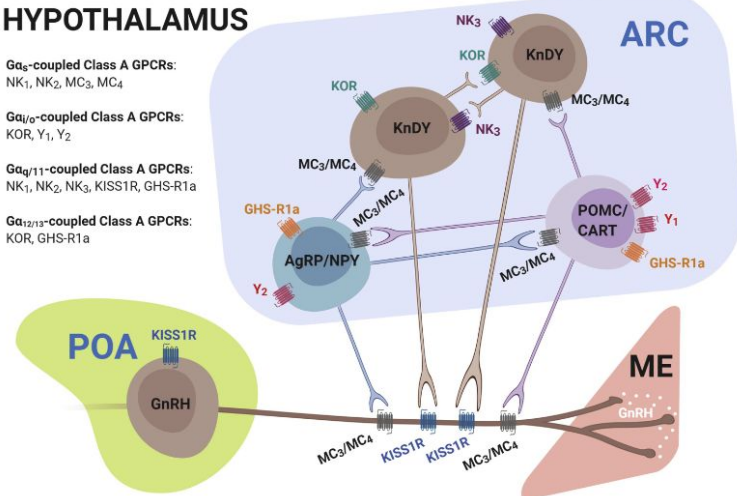 HYPOTHALAMUS
Gαs-coupled Class A GPCRs:
NK₁, NK₂, MC₃, MC₄
Gαi/o-coupled Class A GPCRs:
KOR, Y₁, Y₂
Gαq/11-coupled Class A GPCRs:
NK₁, NK₂, NK₃, KISS1R, GHS-R1a
Gα12/13-coupled Class A GPCRs:
KOR, GHS-R1a
ARC
NK₃
KOR
KnDY
MC₃/MC₄
KOR
KnDY
NK₃
MC₃/MC₄
GHS-R1a
MC₃/MC₄
AgRP/NPY
Y₂
POMC/
CART
Y₂
Y₁
GHS-R1a
MC₃/MC₄
POA
KISS1R
GnRH
ME
GnRH
MC₃/MC₄
KISS1R
KISS1R
MC₃/MC₄